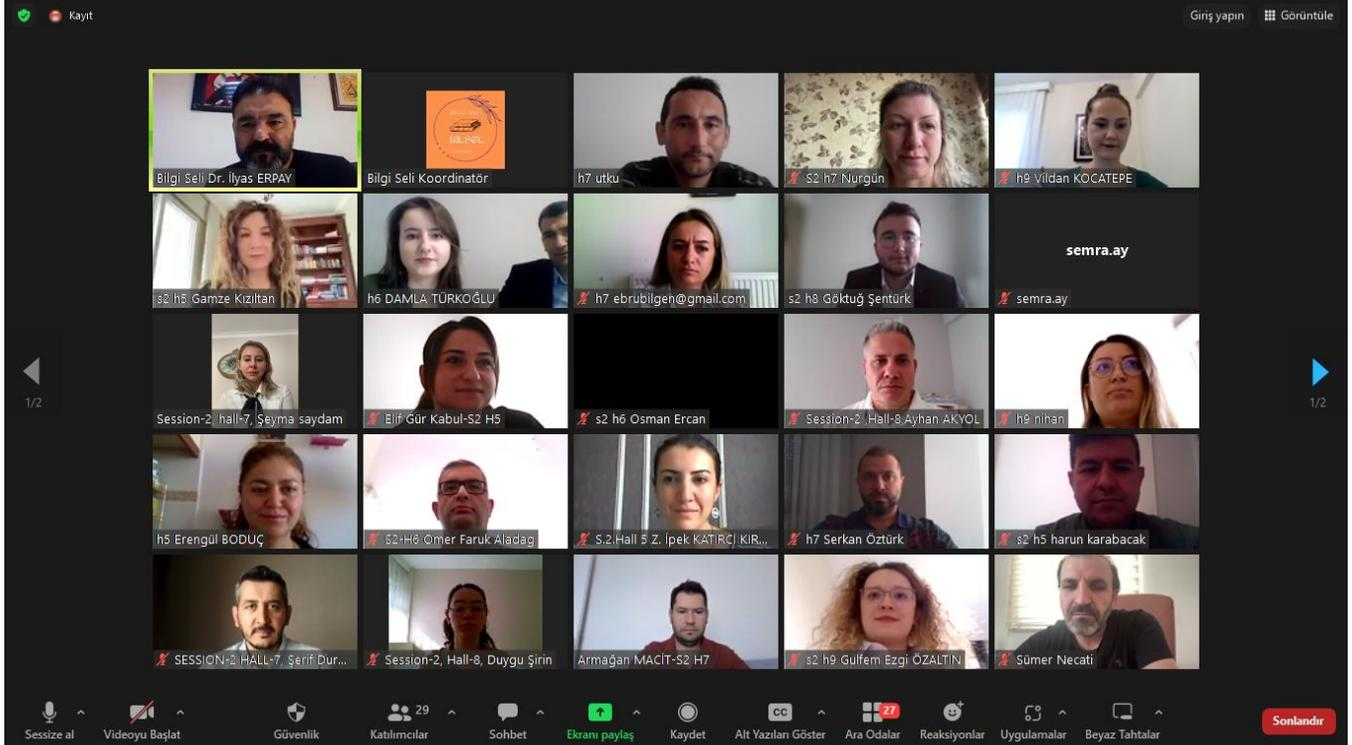 Kayıt
Giriş yapın
Görüntüle
Bilgi Seli Dr. İlyas ERPAY
BİLSEL
Bilgi Seli Koordinatör
h7 utku
S2 h7 Nurgün
h9 Vildan KOCATEPE
s2 h5 Gamze Kızıltan
h6 DAMLA TÜRKOĞLU
h7 ebrubilgen@gmail.com
s2 h8 Göktuğ Şentürk
semra.ay
semra.ay
Session-2, hall-7, Şeyma saydam
Elif Gür Kabul-S2 H5
s2 h6 Osman Ercan
Session-2 ,Hall-8,Ayhan AKYOL
h9 nihan
1/2
1/2
h5 Erengül BODUÇ
S2-H6 Omer Faruk Aladag
S.2.Hall 5 Z. İpek KATIRCI KIR...
h7 Serkan Öztürk
s2 h5 harun karabacak
SESSION-2 HALL-7, Şerif Dur...
Session-2, Hall-8, Duygu Şirin
Armağan MACİT-S2 H7
s2 h9 Gulfem Ezgi ÖZALTIN
Sümer Necati
29
CC
27
Sessize al
Videoyu Başlat
Güvenlik
Katılımcılar
Sohbet
Ekranı paylaş
Kaydet
Alt Yazıları Göster
Ara Odalar
Reaksiyonlar
Uygulamalar
Beyaz Tahtalar
Sonlandır